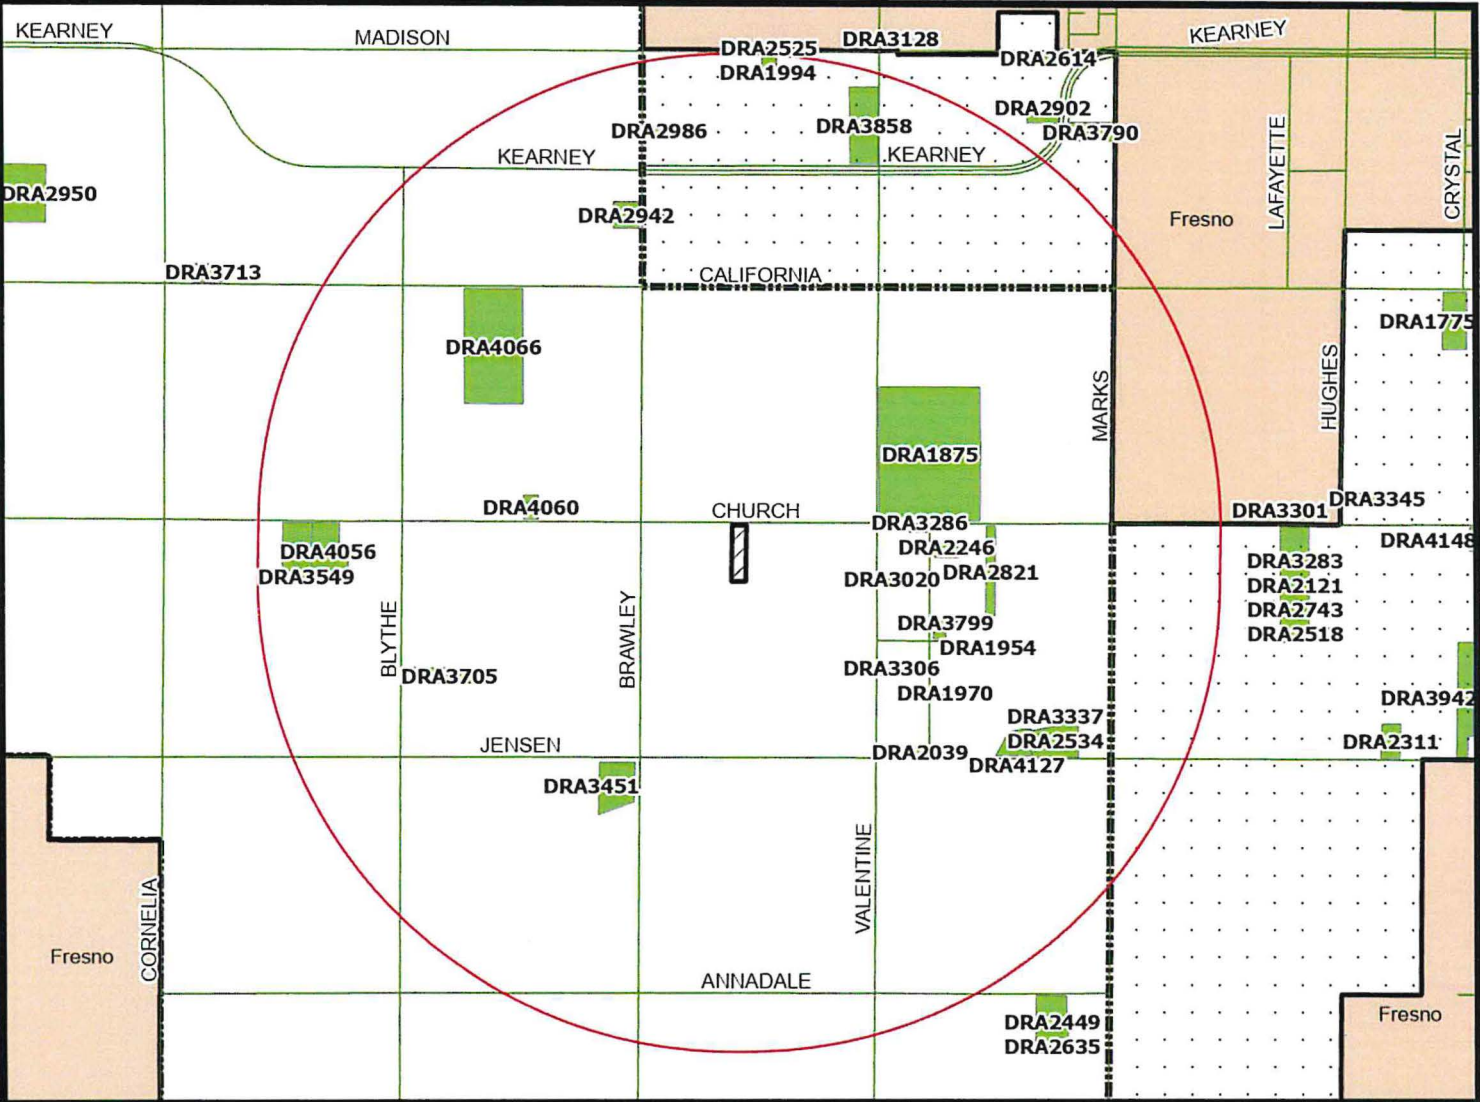 KEARNEY
MADISON
DRA2525
DRA3128
KEARNEY
DRA1994
DRA2614
DRA2902
DRA2986
DRA3858
DRA3790
LAFAYETTE
CRYSTAL
KEARNEY
KEARNEY
DRA2950
DRA2942
Fresno
DRA3713
CALIFORNIA
DRA4066
DRA1775
HUGHES
MARKS
DRA1875
DRA4060
CHURCH
DRA3345
DRA3301
DRA3286
DRA4056
DRA2246
DRA4148
DRA3549
DRA3020
DRA2821
DRA3283
DRA2121
BLYTHE
BRAWLEY
DRA3799
DRA2743
DRA1954
DRA2518
DRA3705
DRA3306
DRA1970
DRA3942
DRA3337
JENSEN
DRA2534
DRA2311
DRA2039
DRA4127
DRA3451
VALENTINE
CORNELIA
Fresno
ANNADALE
DRA2449
Fresno
DRA2635